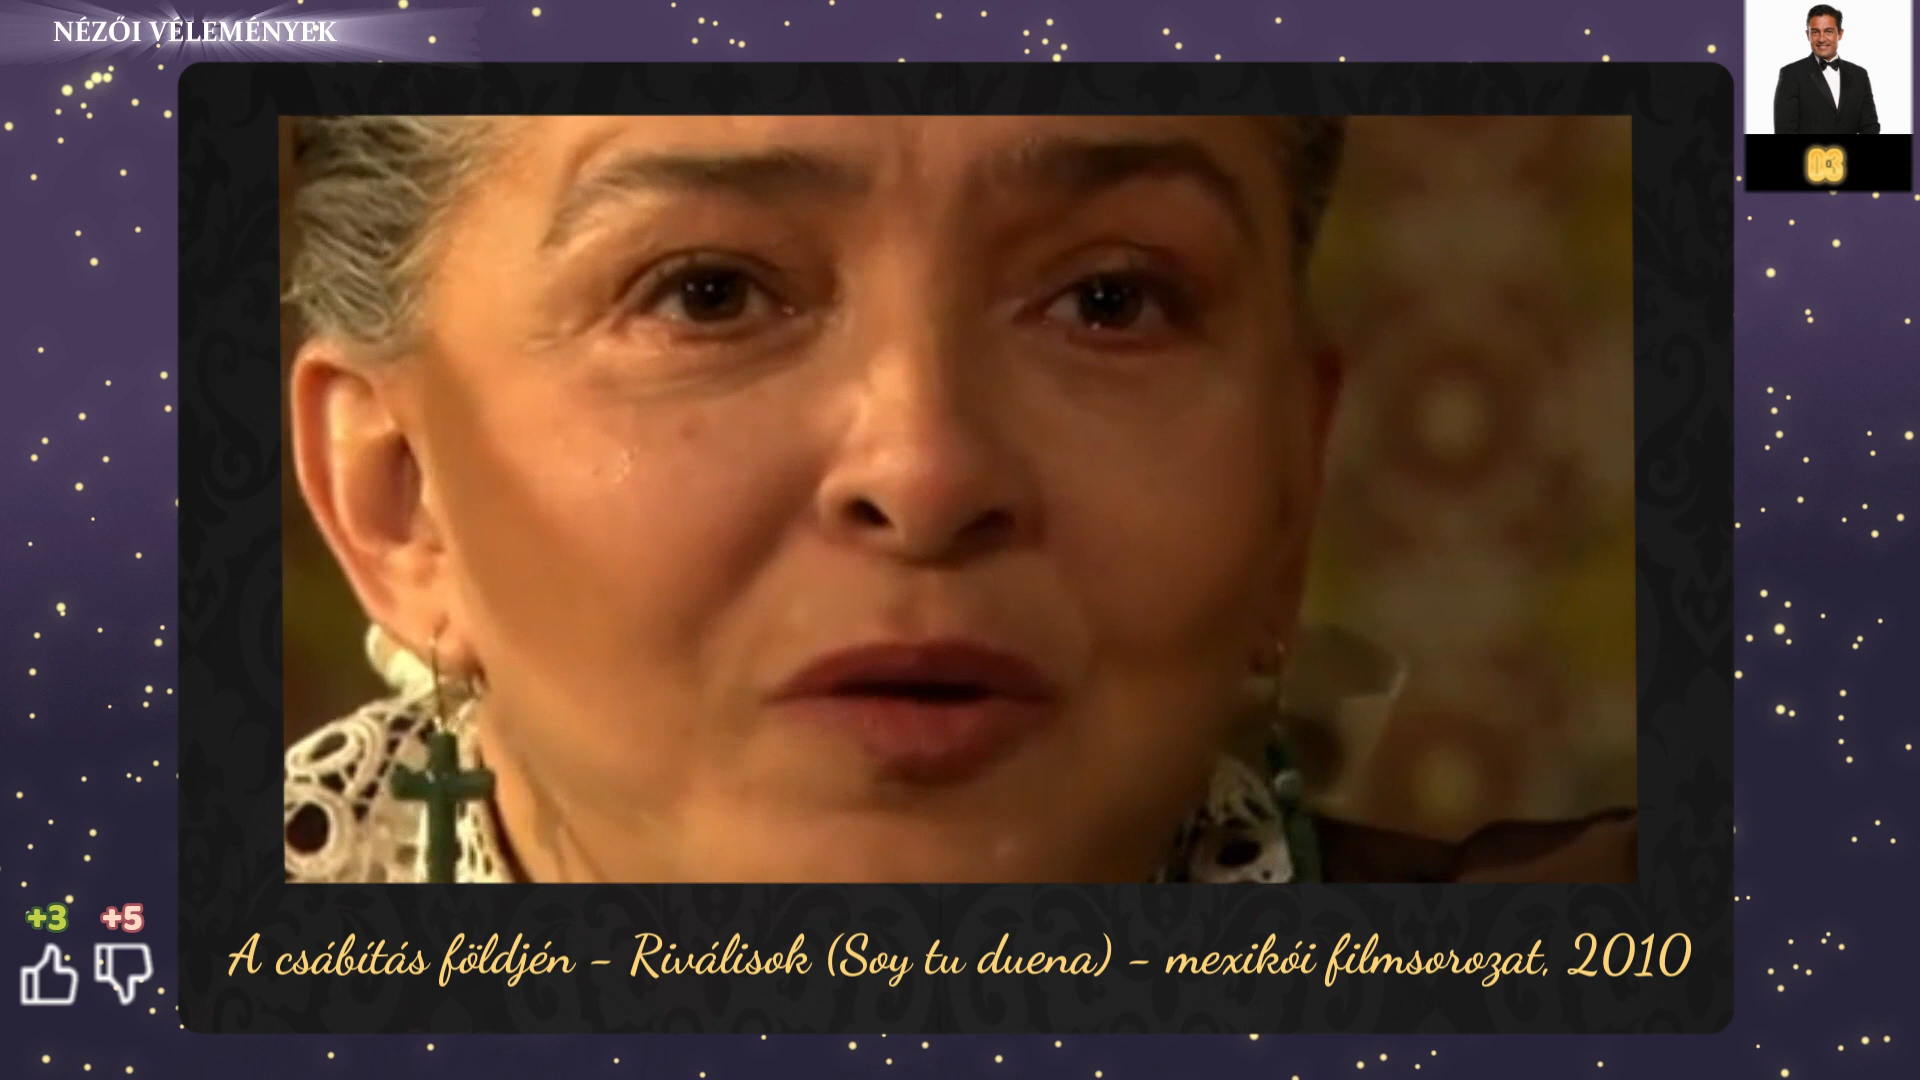 NÉZŐI VÉLEMÉNYEK
03
+3 +5
A csábítás földjén - Riválisok (Soy tu duena) - mexikói filmsorozat. 2010